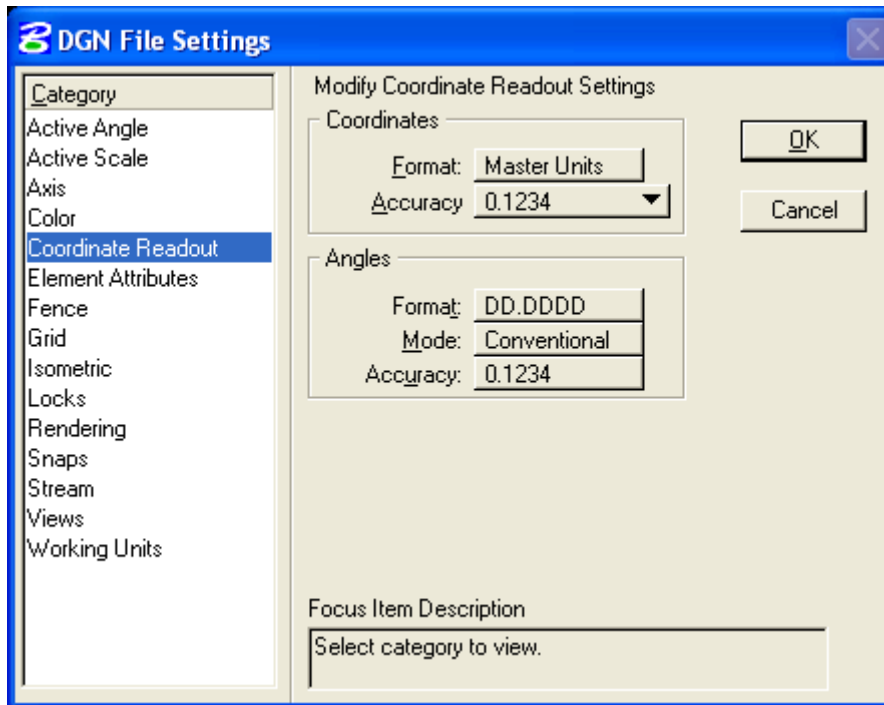 DGN File Settings
Category
Active Angle
Active Scale
Axis
Color
Coordinate Readout
Element Attributes
Fence
Grid
Isometric
Locks
Rendering
Snaps
Stream
Views
Working Units
Modify Coordinate Readout Settings
Coordinates
Format: Master Units
Accuracy 0.1234
Angles
Format: DD.DDDD
Mode: Conventional
Accuracy: 0.1234
OK
Cancel
Focus Item Description
Select category to view.